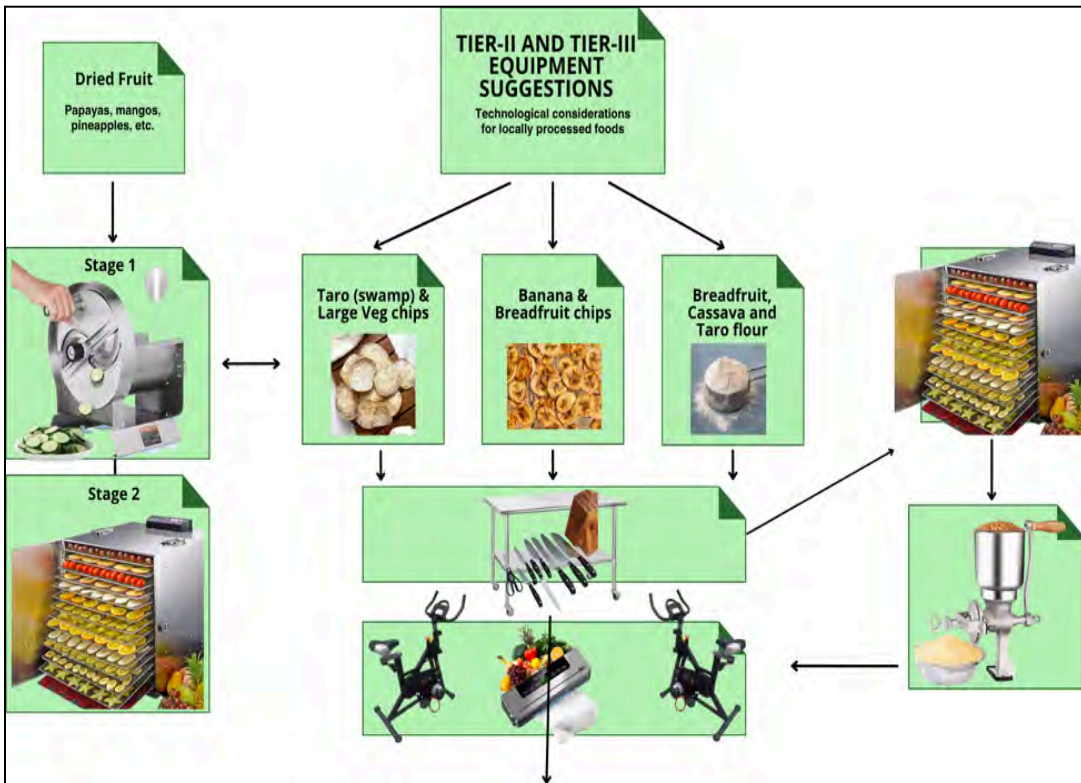 Dried Fruit
Papayas, mangos,
pineapples, etc.
TIER-II AND TIER-III
EQUIPMENT
SUGGESTIONS
Technological considerations
for locally processed foods
Stage 1
Taro (swamp) &
Large Veg chips
Banana &
Breadfruit chips
Breadfruit,
Cassava and
Taro flour
Stage 2